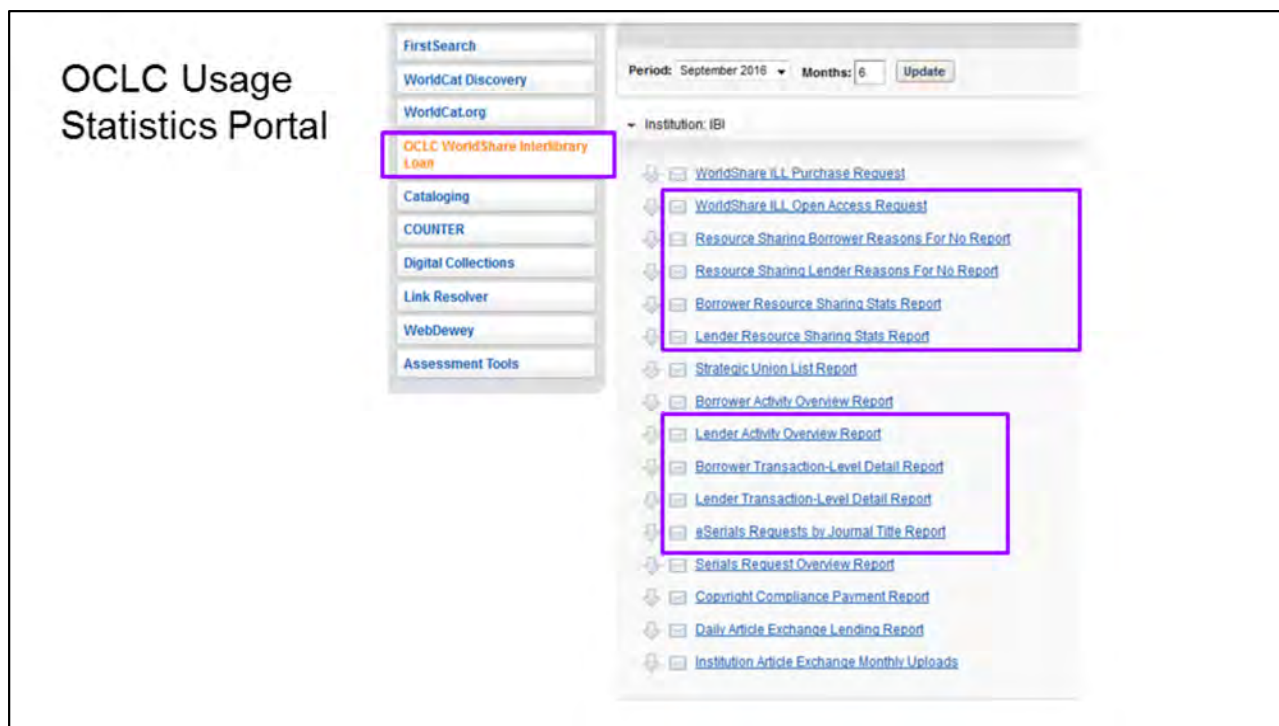 OCLC Usage
Statistics Portal
FirstSearch
WorldCat Discovery
WorldCat.org
OCLC WorldShare Interlibrary
Loan
Cataloging
COUNTER
Digital Collections
Link Resolver
WebDewey
Assessment Tools
Period: September 2016 Months: 6 Update
Institution: IBI
WorldShare ILL Purchase Request
WorldShare ILL Open Access Request
Resource Sharing Borrower Reasons For No Report
Resource Sharing Lender Reasons For No Report
Borrower Resource Sharing Stats Report
Lender Resource Sharing Stats Report
Strategic Union List Report
Borrower Activity Overview Report
Lender Activity Overview Report
Borrower Transaction-Level Detail Report
Lender Transaction-Level Detail Report
eSerials Requests by Journal Title Report
Serials Request Overview Report
Copyright Compliance Payment Report
Daily Article Exchange Lending Report
Institution Article Exchange Monthly Uploads